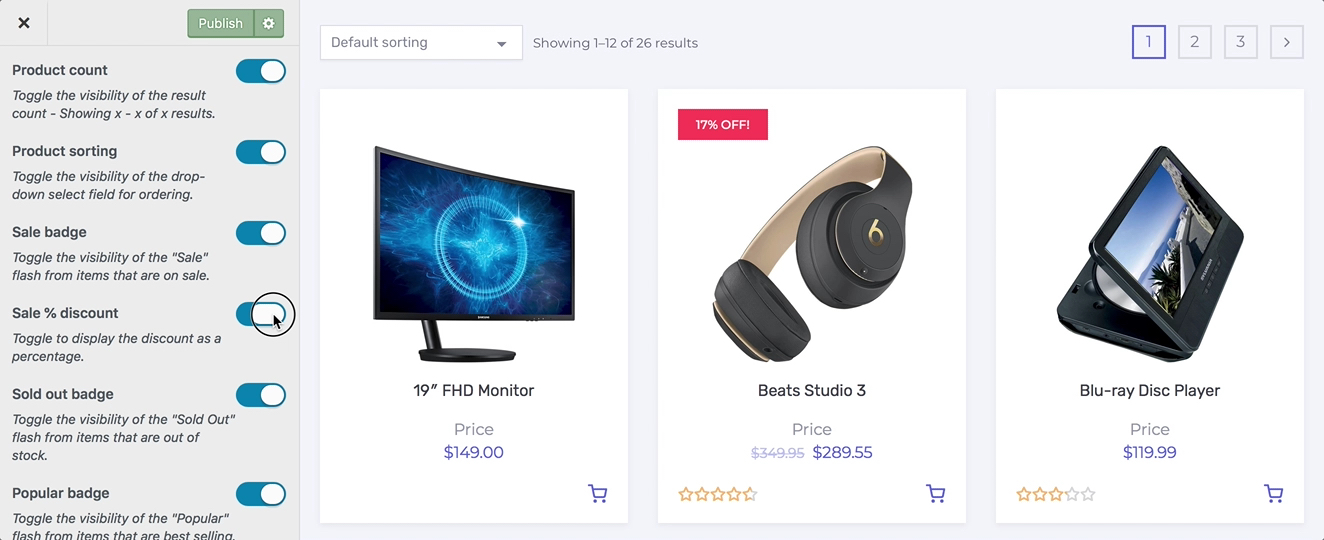 Publish
Product count
Toggle the visibility of the result
count - Showing x - x of x results.
Product sorting
Toggle the visibility of the drop-
down select field for ordering.
Sale badge
Toggle the visibility of the "Sale"
flash from items that are on sale.
Sale % discount
Toggle to display the discount as a
percentage.
Sold out badge
Toggle the visibility of the "Sold Out"
flash from items that are out of
stock.
Popular badge
Toggle the visibility of the "Popular"
flash from items that are best selling.
Default sorting
Showing 1–12 of 26 results
1 2 3
SAMSUNG
19″ FHD Monitor
Price
$149.00
17% OFF!
Beats Studio 3
Price
$349.95 $289.55
SYLVANIA
Blu-ray Disc Player
Price
$119.99